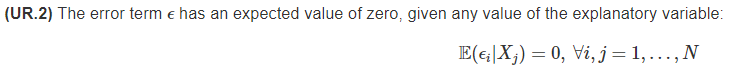 (UR.2) The error term ϵ has an expected value of zero, given any value of the explanatory variable:
𝔼(ϵᵢ|Xⱼ) = 0, ∀i, j = 1, . . . , N